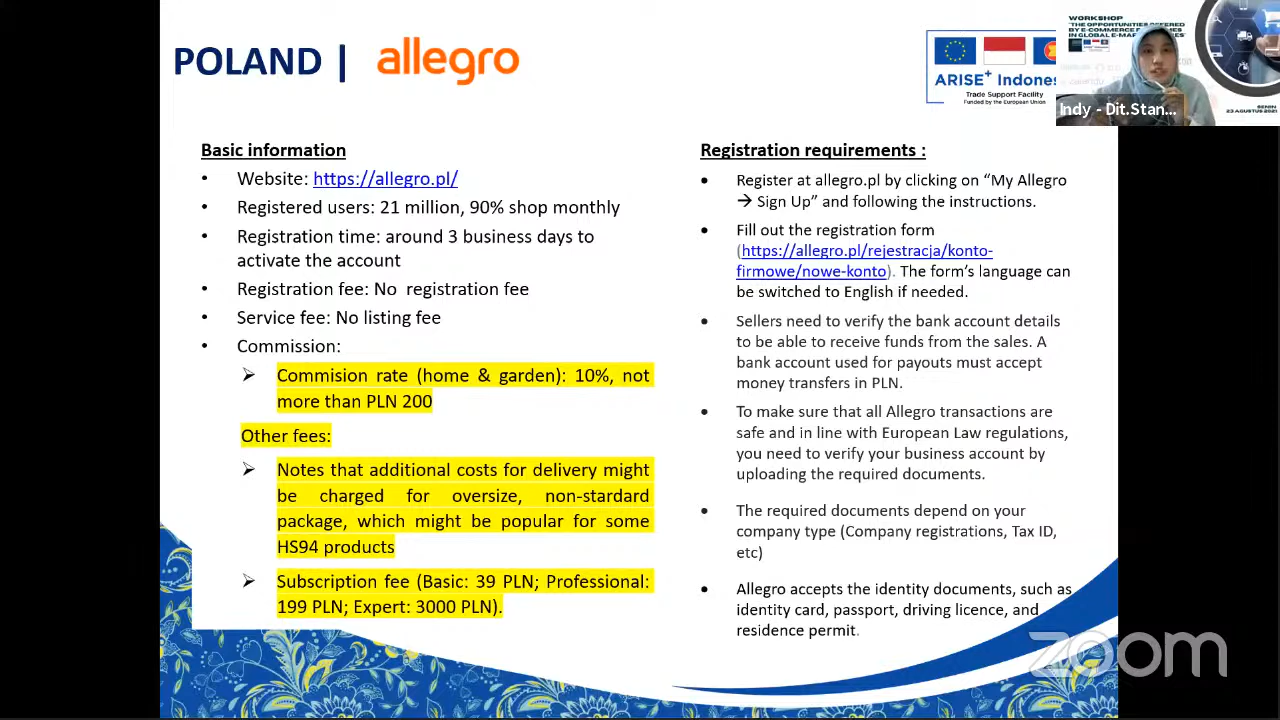 POLAND | allegro
ARISE+ Indones
Trade Support Facility
Funded by the European Union
WORKSHOP
Indy - Dit.Stan...
23 AGUSTUS 2021
Basic information
• Website: https://allegro.pl/
• Registered users: 21 million, 90% shop monthly
• Registration time: around 3 business days to
activate the account
• Registration fee: No registration fee
• Service fee: No listing fee
• Commission:
➢ Commision rate (home & garden): 10%, not
more than PLN 200
Other fees:
➢ Notes that additional costs for delivery might
be charged for oversize, non-stardard
package, which might be popular for some
HS94 products
➢ Subscription fee (Basic: 39 PLN; Professional:
199 PLN; Expert: 3000 PLN).
Registration requirements :
• Register at allegro.pl by clicking on “My Allegro
→ Sign Up” and following the instructions.
• Fill out the registration form
(https://allegro.pl/rejestracja/konto-
firmowe/nowe-konto). The form’s language can
be switched to English if needed.
• Sellers need to verify the bank account details
to be able to receive funds from the sales. A
bank account used for payouts must accept
money transfers in PLN.
• To make sure that all Allegro transactions are
safe and in line with European Law regulations,
you need to verify your business account by
uploading the required documents.
• The required documents depend on your
company type (Company registrations, Tax ID,
etc)
• Allegro accepts the identity documents, such as
identity card, passport, driving licence, and
residence permit.
zoom